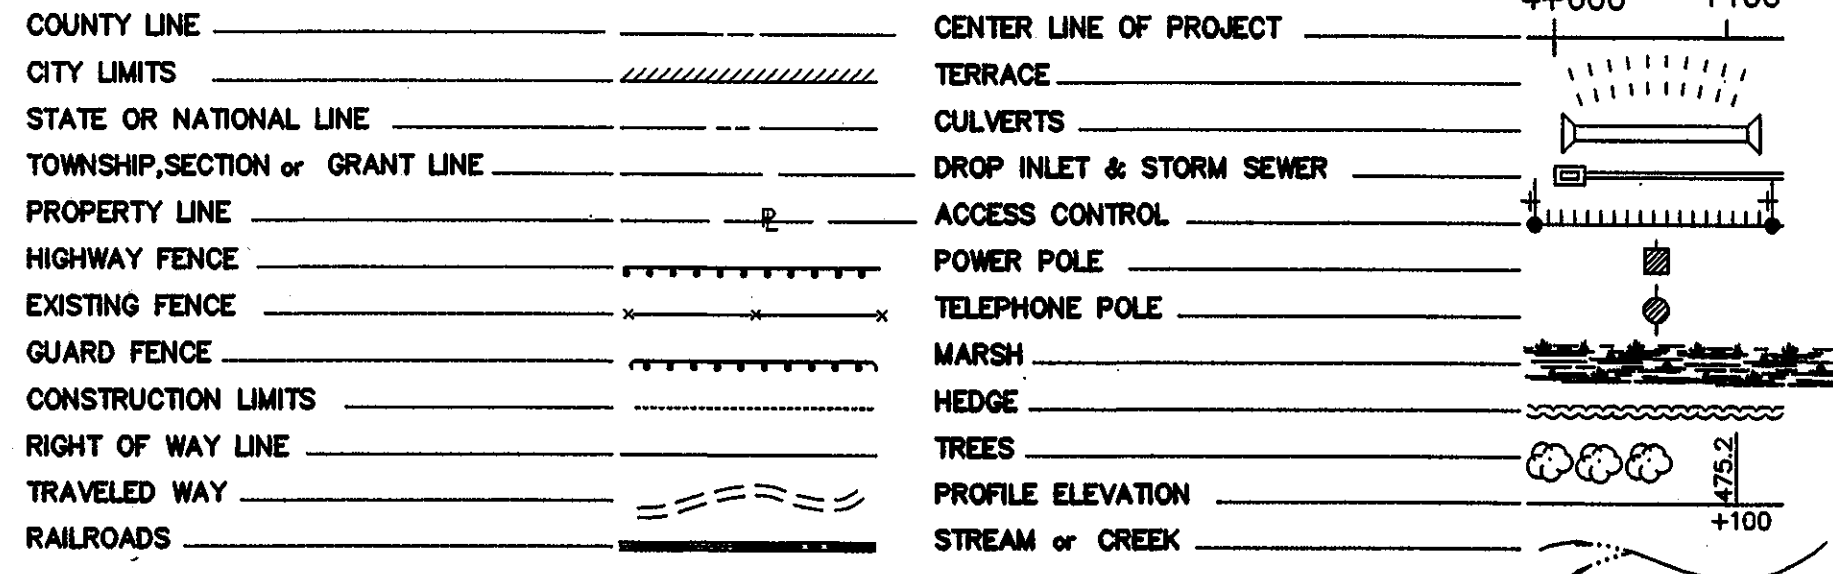 COUNTY LINE
CITY LIMITS
STATE OR NATIONAL LINE
TOWNSHIP,SECTION or GRANT LINE
PROPERTY LINE
PL
HIGHWAY FENCE
EXISTING FENCE
GUARD FENCE
CONSTRUCTION LIMITS
RIGHT OF WAY LINE
TRAVELED WAY
RAILROADS
CENTER LINE OF PROJECT
TERRACE
CULVERTS
DROP INLET & STORM SEWER
ACCESS CONTROL
POWER POLE
TELEPHONE POLE
MARSH
HEDGE
TREES
475.2
PROFILE ELEVATION
+100
STREAM or CREEK